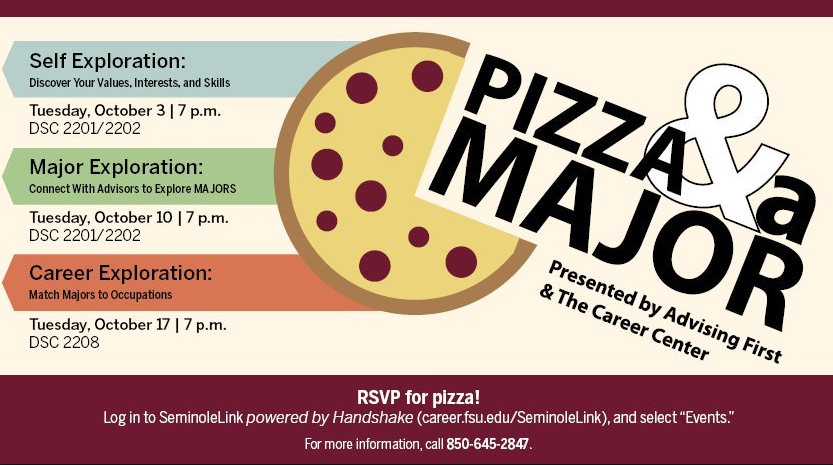 Self Exploration:
Discover Your Values, Interests, and Skills
Tuesday, October 3 | 7 p.m.
DSC 2201/2202
Major Exploration:
Connect With Advisors to Explore MAJORS
Tuesday, October 10 | 7 p.m.
DSC 2201/2202
Career Exploration:
Match Majors to Occupations
Tuesday, October 17 | 7 p.m.
DSC 2208
PIZZA & a
MAJOR
Presented by Advising First
& The Career Center
RSVP for pizza!
Log in to SeminoleLink powered by Handshake (career.fsu.edu/SeminoleLink), and select “Events.”
For more information, call 850-645-2847.